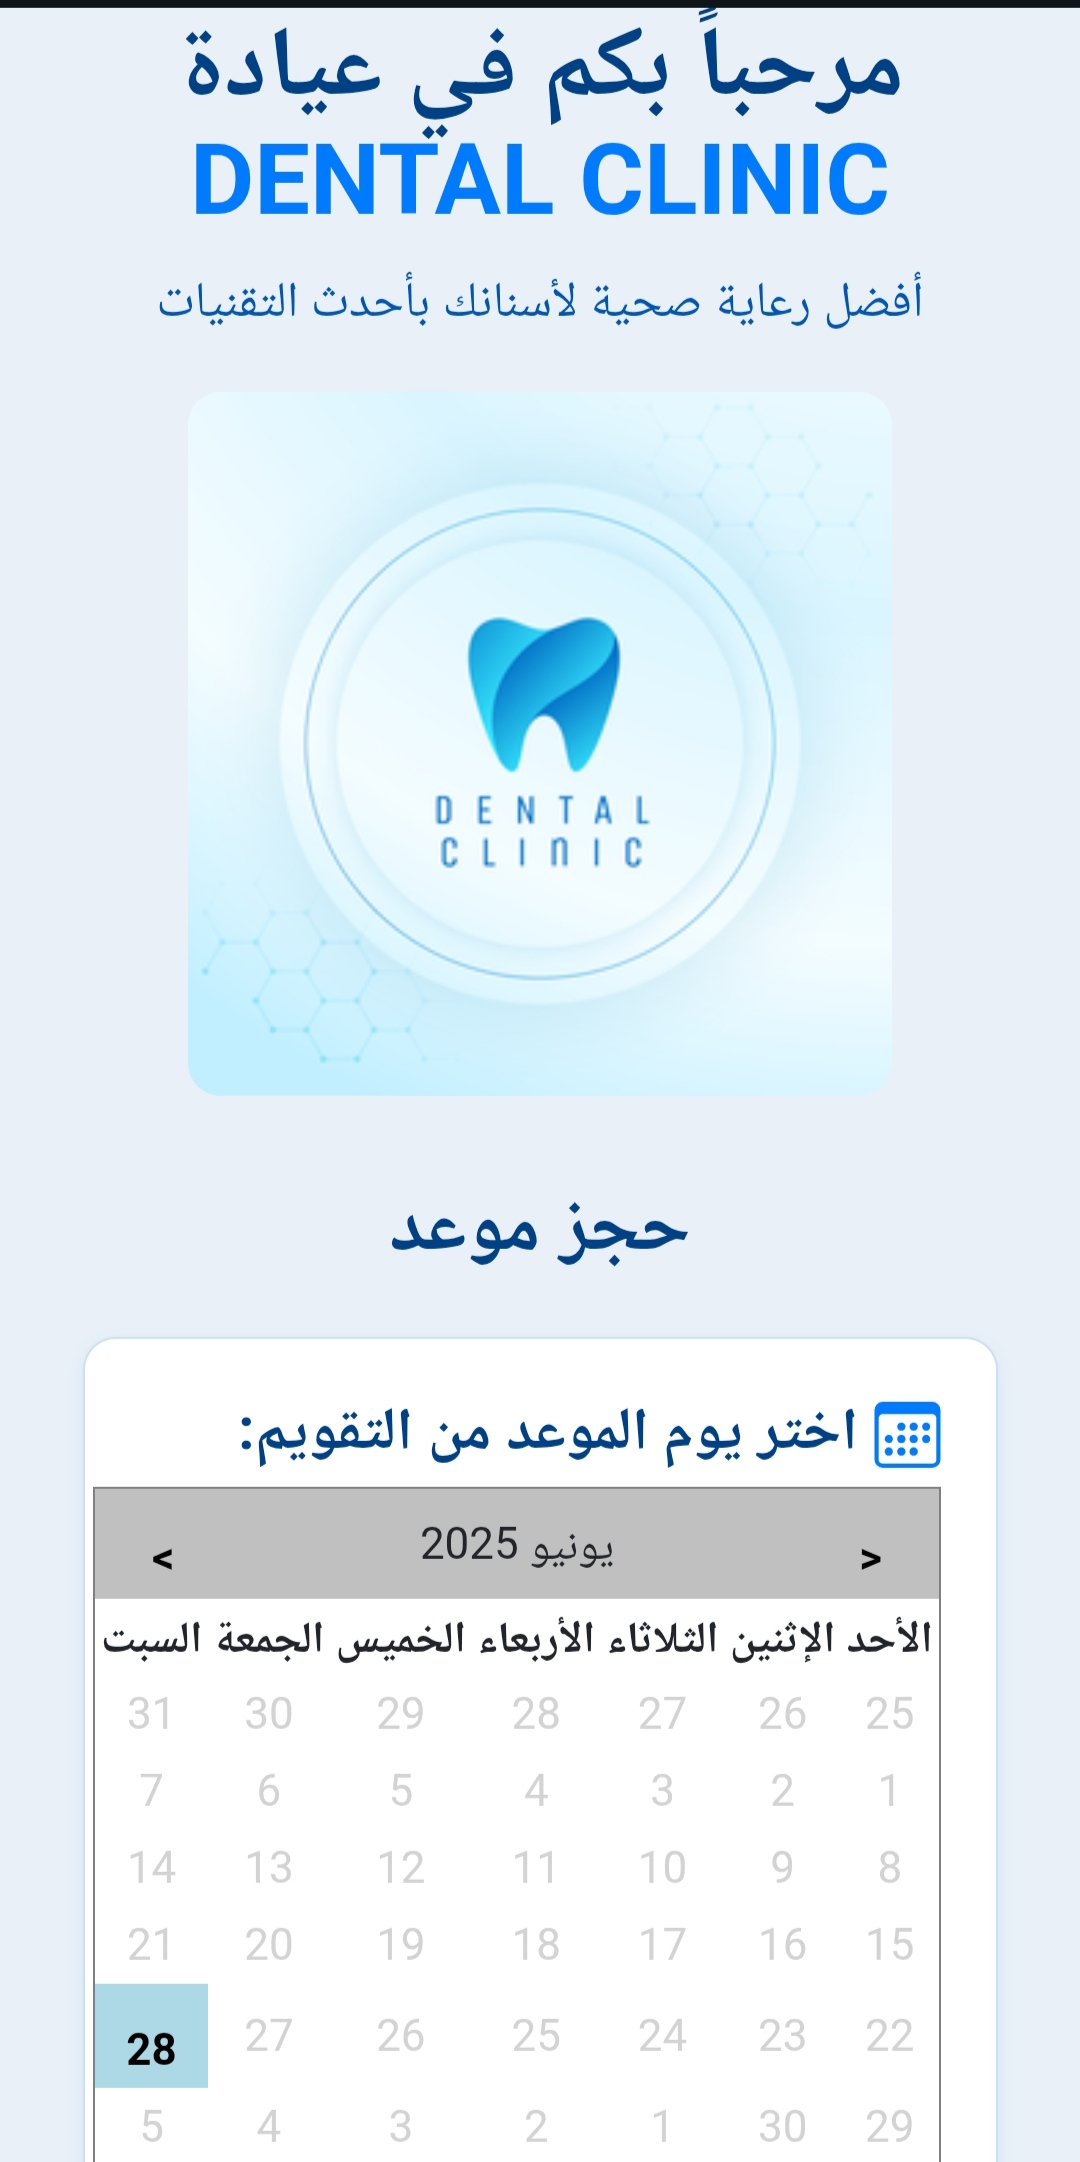 مرحباً بكم في عيادة
DENTAL CLINIC
أفضل رعاية صحية لأسنانك بأحدث التقنيات
DENTAL
CLINIC
حجز موعد
اختر يوم الموعد من التقويم:
> يونيو 2025 <
الأحد الإثنين الثلاثاء الأربعاء الخميس الجمعة السبت
25 26 27 28 29 30 31
1 2 3 4 5 6 7
8 9 10 11 12 13 14
15 16 17 18 19 20 21
22 23 24 25 26 27 28
29 30 1 2 3 4 5